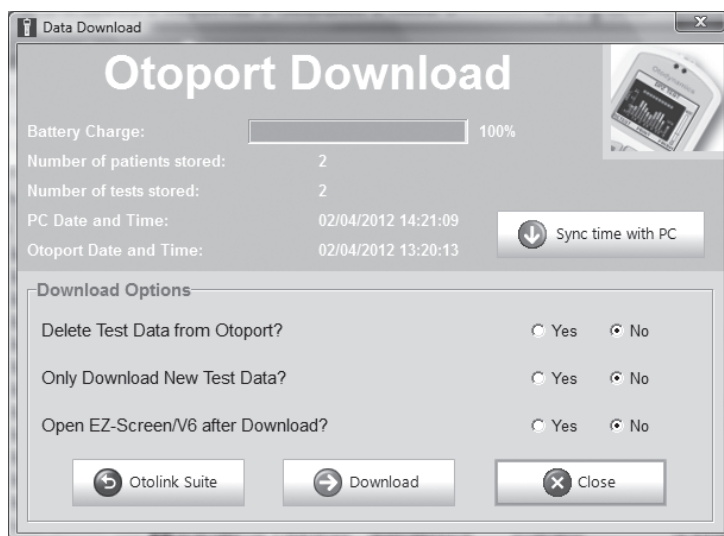 Data Download
Otoport Download
Battery Charge: 100%
Number of patients stored: 2
Number of tests stored: 2
PC Date and Time: 02/04/2012 14:21:09
Otoport Date and Time: 02/04/2012 13:20:13
Sync time with PC
Download Options
Delete Test Data from Otoport? Yes No
Only Download New Test Data? Yes No
Open EZ-Screen/V6 after Download? Yes No
Otolink Suite Download Close